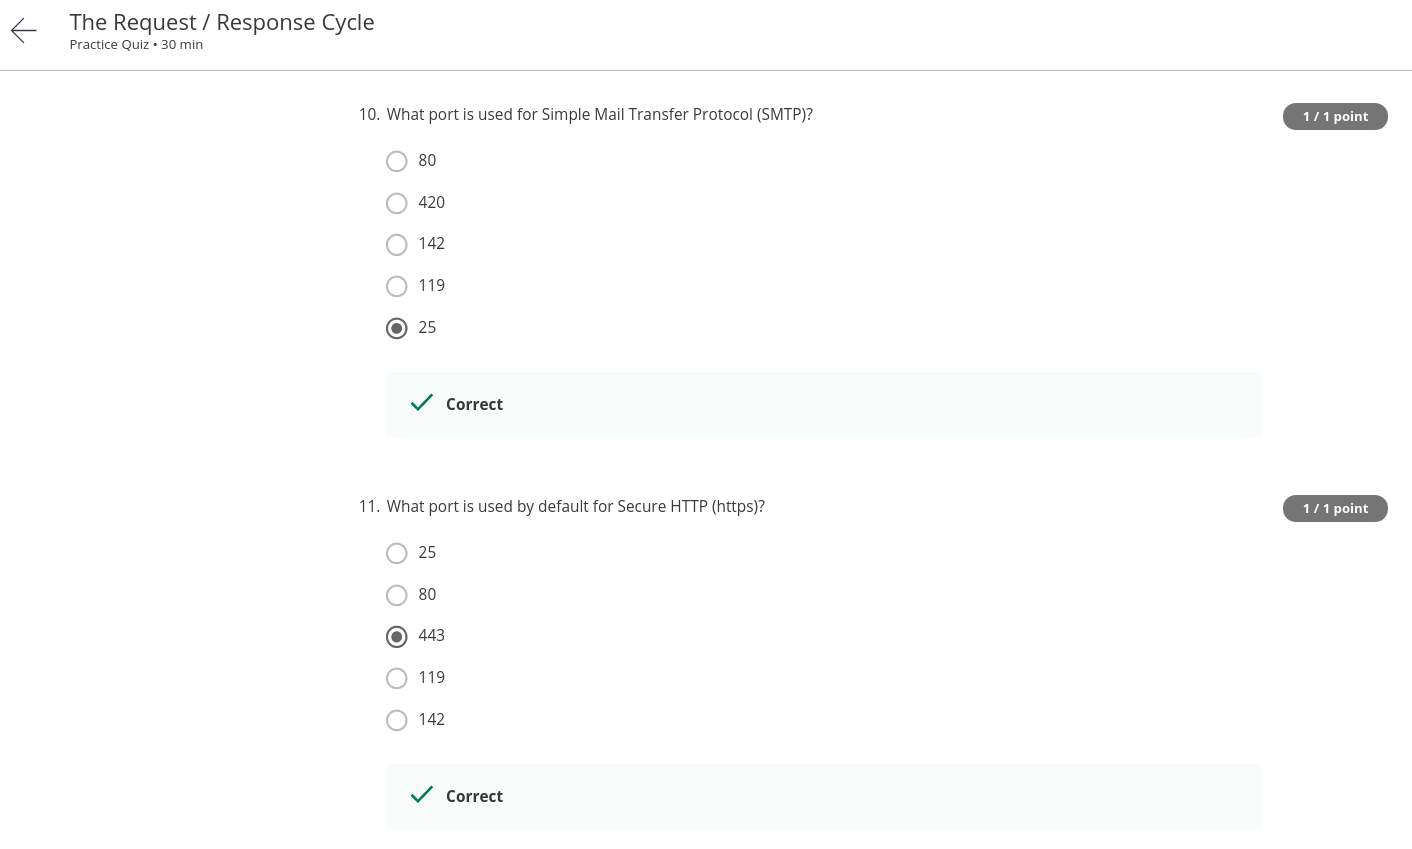 The Request / Response Cycle
Practice Quiz • 30 min
10. What port is used for Simple Mail Transfer Protocol (SMTP)?
1 / 1 point
80
420
142
119
25
Correct
11. What port is used by default for Secure HTTP (https)?
1 / 1 point
25
80
443
119
142
Correct